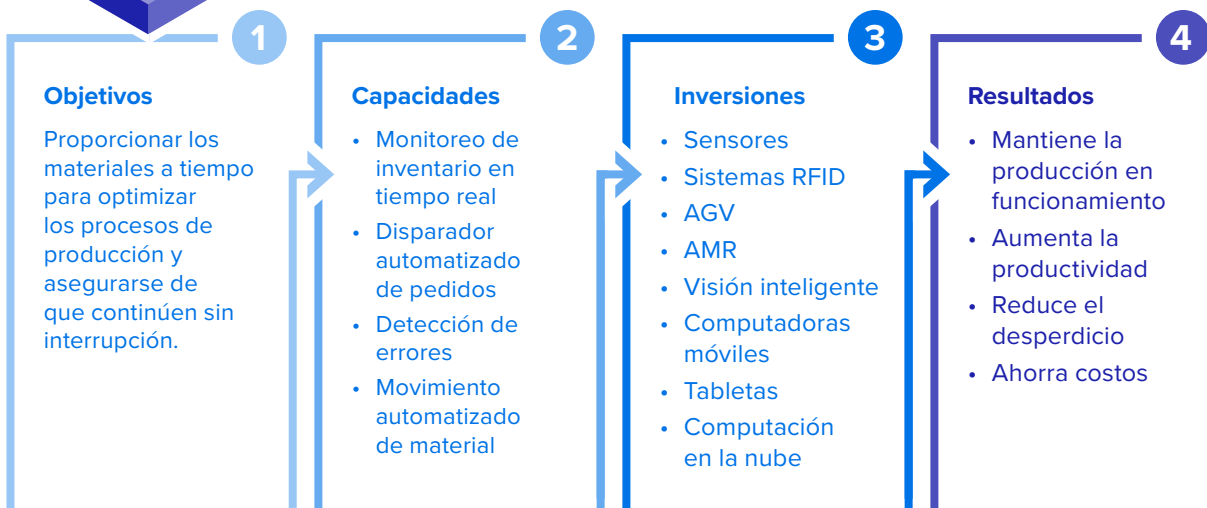 1
Objetivos
Proporcionar los
materiales a tiempo
para optimizar
los procesos de
producción y
asegurarse de
que continúen sin
interrupción.
2
Capacidades
• Monitoreo de
inventario en
tiempo real
• Disparador
automatizado
de pedidos
• Detección de
errores
• Movimiento
automatizado
de material
3
Inversiones
• Sensores
• Sistemas RFID
• AGV
• AMR
• Visión inteligente
• Computadoras
móviles
• Tabletas
• Computación
en la nube
4
Resultados
• Mantiene la
producción en
funcionamiento
• Aumenta la
productividad
• Reduce el
desperdicio
• Ahorra costos